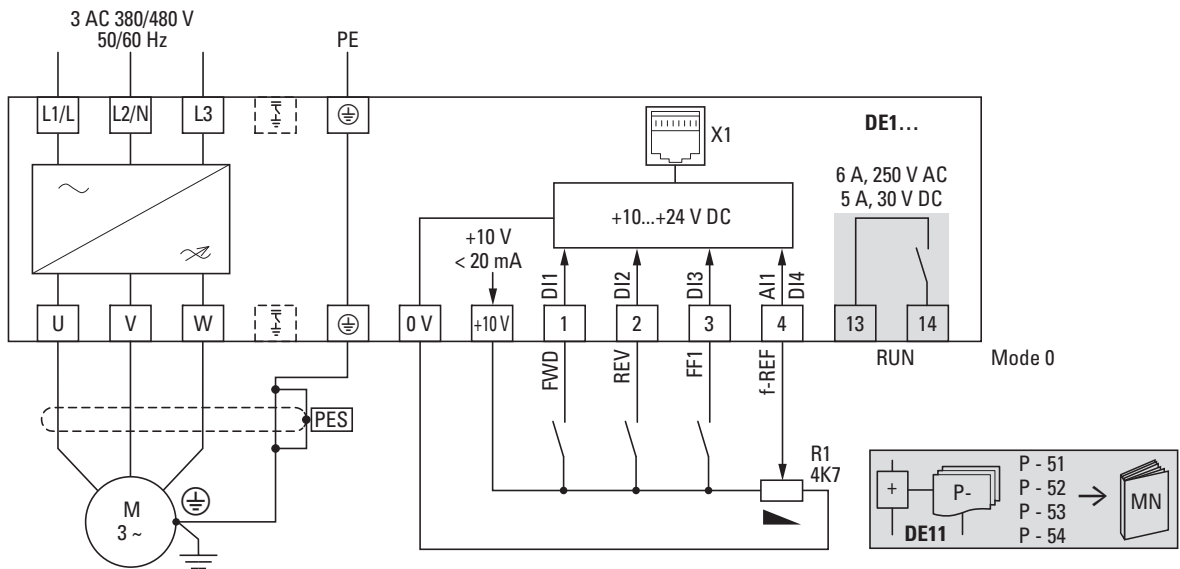 3 AC 380/480 V
50/60 Hz
PE
L1/L
L2/N
L3
X1
DE1…
6 A, 250 V AC
5 A, 30 V DC
+10...+24 V DC
+10 V
< 20 mA
DI1
DI2
DI3
AI1
DI4
U
V
W
0 V
+10 V
1
2
3
4
13
14
FWD
REV
FF1
f-REF
RUN
Mode 0
PES
R1
4K7
M
3 ~
+
P-
DE11
P - 51
P - 52
P - 53
P - 54
MN